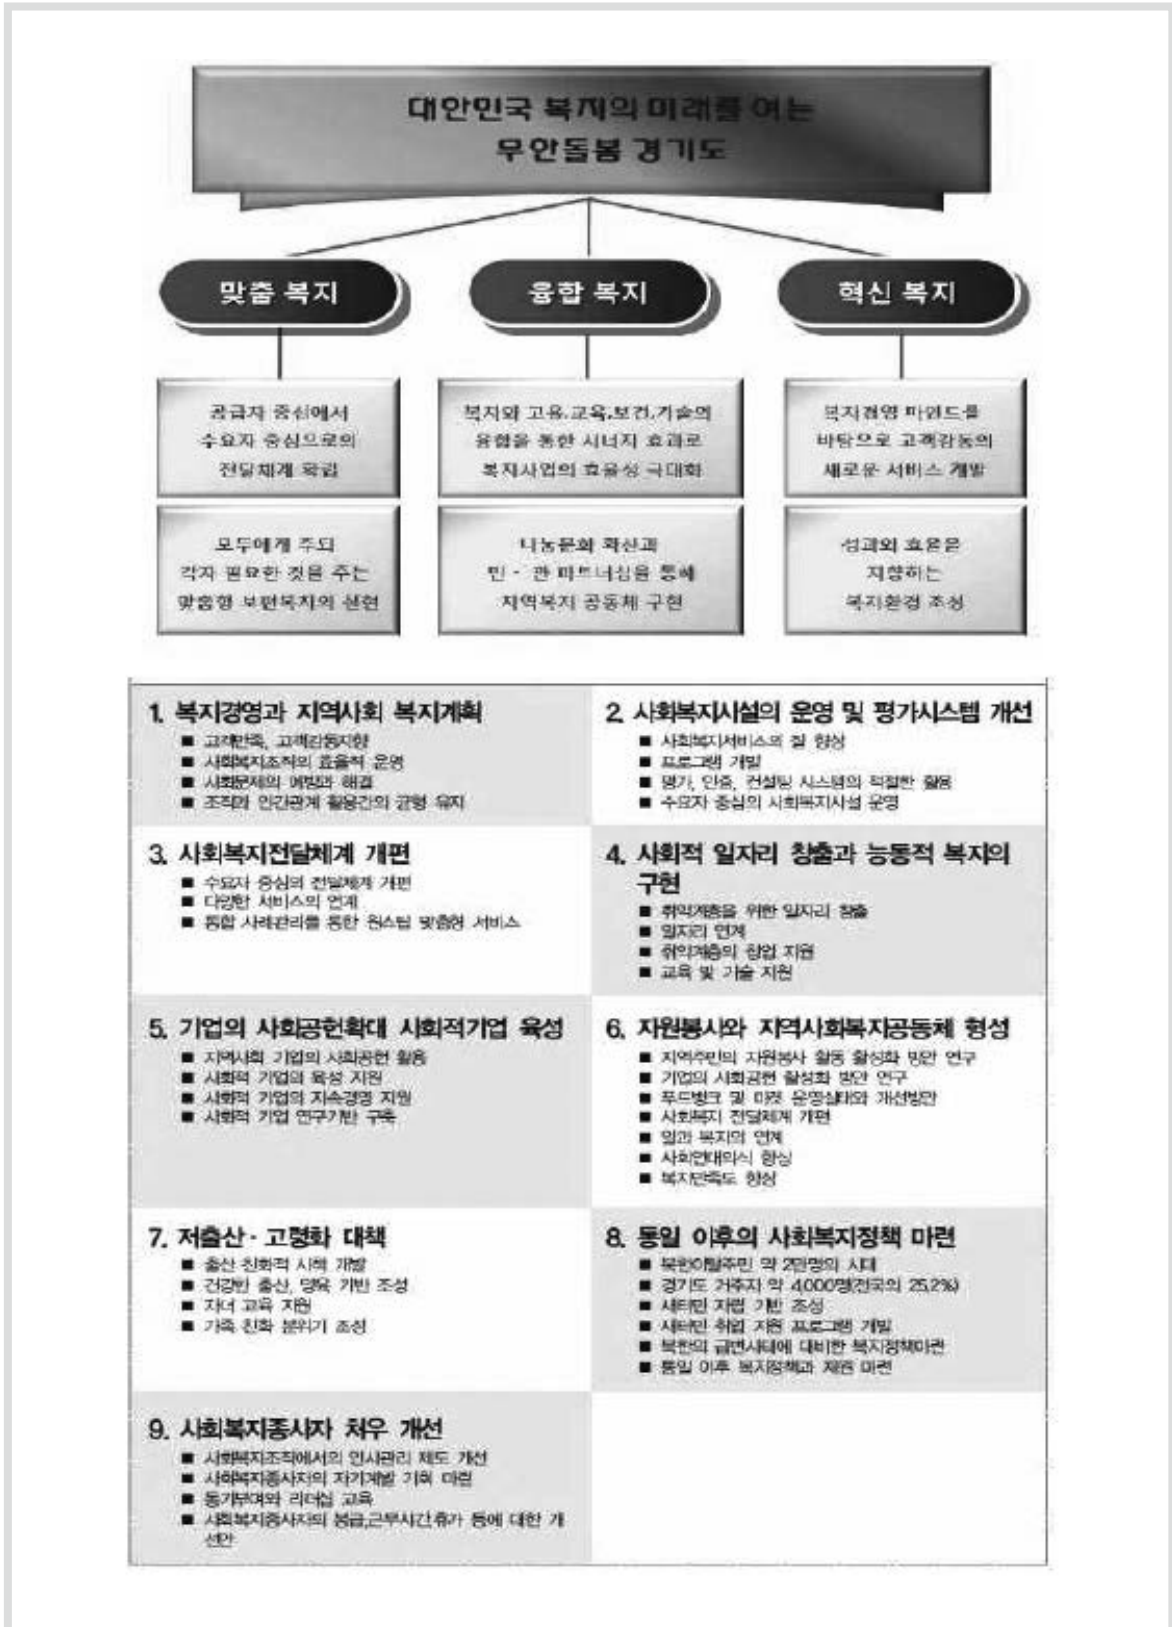 대한민국 복지의 미래를 여는
무한돌봄 경기도
맞춤 복지
융합 복지
혁신 복지
공급자 중심에서
수요자 중심으로의
전달체계 확립
복지와 고용,교육,보건,기술의
융합을 통한 시너지 효과로
복지사업의 효율성 극대화
복지경영 마인드를
바탕으로 고객감동의
새로운 서비스 개발
모두에게 주되
각자 필요한 것을 주는
맞춤형 보편복지의 실현
나눔문화 확산과
민 · 관 파트너십을 통해
지역복지 공동체 구현
성과와 효율을
지향하는
복지환경 조성
1. 복지경영과 지역사회 복지계획
■ 고객만족, 고객감동지향
■ 사회복지조직의 효율적 운영
■ 사회문제의 예방과 해결
■ 조직과 인간관계 활용간의 균형 유지
2. 사회복지시설의 운영 및 평가시스템 개선
■ 사회복지서비스의 질 향상
■ 프로그램 개발
■ 평가, 인증, 컨설팅 시스템의 적절한 활용
■ 수요자 중심의 사회복지시설 운영
3. 사회복지전달체계 개편
■ 수요자 중심의 전달체계 개편
■ 다양한 서비스의 연계
■ 통합 사례관리를 통한 원스텝 맞춤형 서비스
4. 사회적 일자리 창출과 능동적 복지의
구현
■ 취약계층을 위한 일자리 창출
■ 일자리 연계
■ 취약계층의 창업 지원
■ 교육 및 기술 지원
5. 기업의 사회공헌확대 사회적기업 육성
■ 지역사회 기업의 사회공헌 활용
■ 사회적 기업의 육성 지원
■ 사회적 기업의 지속경영 지원
■ 사회적 기업 연구기반 구축
6. 자원봉사와 지역사회복지공동체 형성
■ 지역주민의 자원봉사 활동 활성화 방안 연구
■ 기업의 사회공헌 활성화 방안 연구
■ 푸드뱅크 및 마켓 운영실태와 개선방안
■ 사회복지 전달체계 개편
■ 일과 복지의 연계
■ 사회연대의식 향상
■ 복지만족도 향상
7. 저출산 · 고령화 대책
■ 출산 친화적 시책 개발
■ 건강한 출산, 양육 기반 조성
■ 자녀 교육 지원
■ 가족 친화 분위기 조성
8. 통일 이후의 사회복지정책 마련
■ 북한이탈주민 약 2만명의 시대
■ 경기도 거주자 약 4,000명(전국의 25.2%)
■ 새터민 자립 기반 조성
■ 새터민 취업 지원 프로그램 개발
■ 북한의 급변사태에 대비한 복지정책마련
■ 통일 이후 복지정책과 재원 마련
9. 사회복지종사자 처우 개선
■ 사회복지조직에서의 인사관리 제도 개선
■ 사회복지종사자의 자기계발 기회 마련
■ 동기부여와 리더십 교육
■ 사회복지종사자의 봉급,근무시간,휴가 등에 대한 개
선안